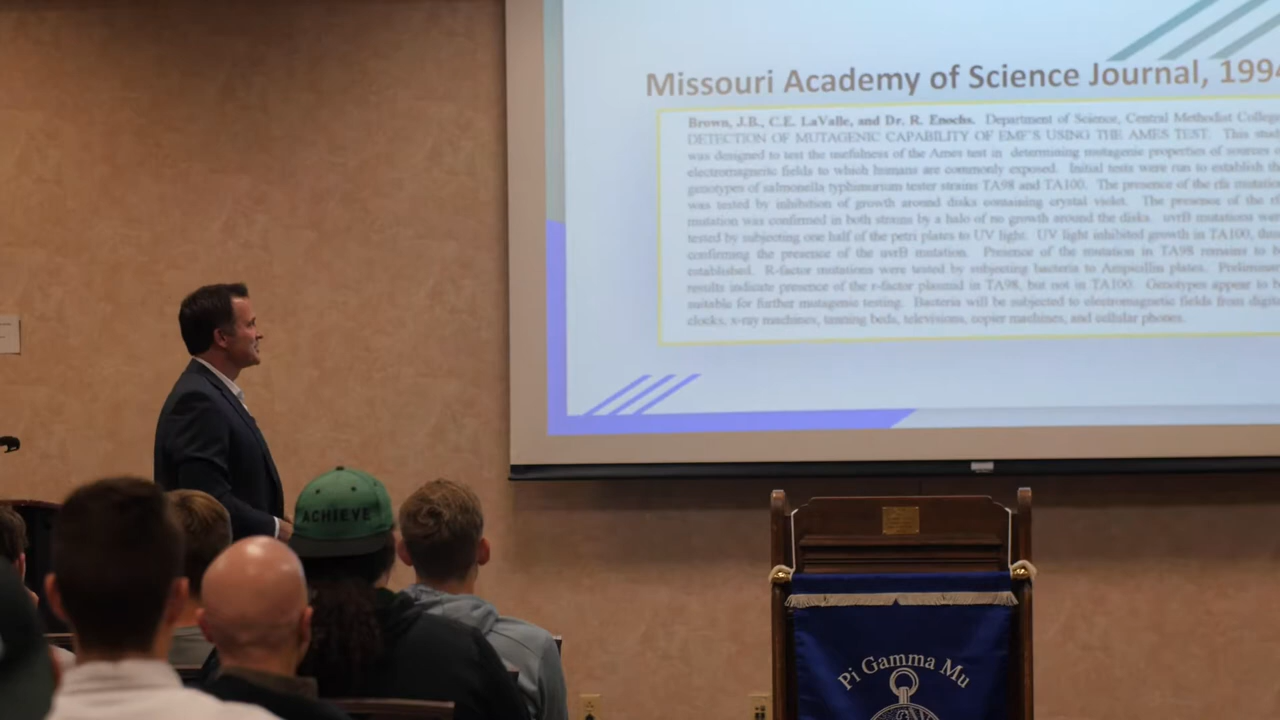 Missouri Academy of Science Journal, 1994
Brown, J.B., C.E. LaValle, and Dr. R. Enochs. Department of Science, Central Methodist College
DETECTION OF MUTAGENIC CAPABILITY OF EMF'S USING THE AMES TEST. This stud
was designed to test the usefulness of the Ames test in determining mutagenic properties of sources o
electromagnetic fields to which humans are commonly exposed. Initial tests were run to establish th
genotypes of salmonella typhimurium tester strains TA98 and TA100. The presence of the rfa mutation
was tested by inhibition of growth around disks containing crystal violet. The presence of the rf
mutation was confirmed in both strains by a halo of no growth around the disks. uvrB mutations wer
tested by subjecting one half of the petri plates to UV light. UV light inhibited growth in TA100, thus
confirming the presence of the uvrB mutation. Presence of the mutation in TA98 remains to b
established. R-factor mutations were tested by subjecting bacteria to Ampicillin plates. Preliminar
results indicate presence of the r-factor plasmid in TA98, but not in TA100. Genotypes appear to b
suitable for further mutagenic testing. Bacteria will be subjected to electromagnetic fields from digita
clocks, x-ray machines, tanning beds, televisions, copier machines, and cellular phones.
ACHIEVE
Pi Gamma Mu